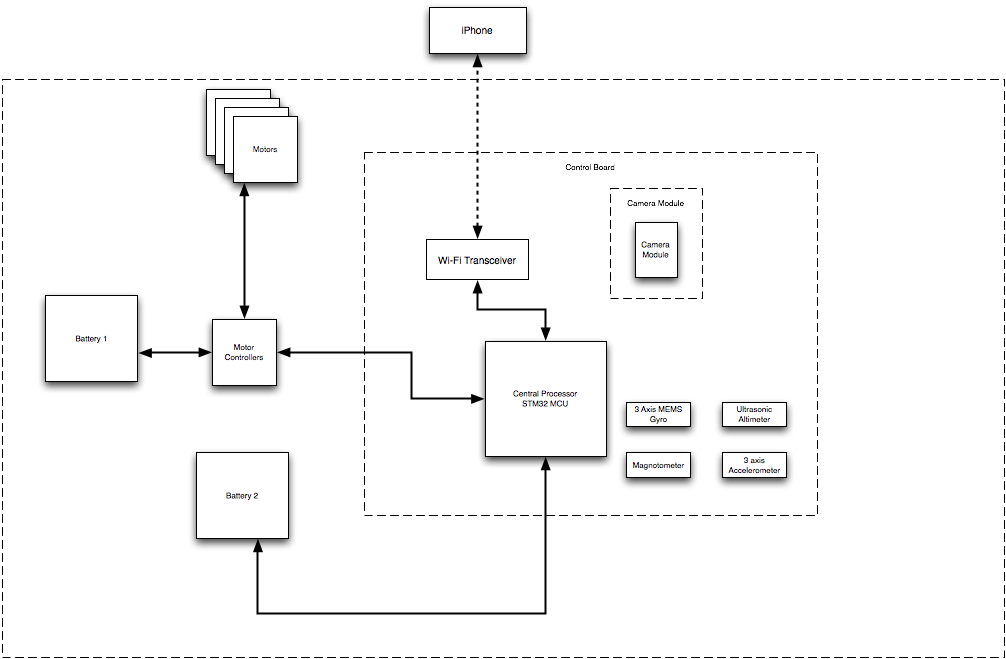 iPhone
Motors
Control Board
Camera Module
Camera
Module
Wi-Fi Transceiver
Battery 1
Motor
Controllers
Central Processor
STM32 MCU
3 Axis MEMS
Gyro
Ultrasonic
Altimeter
Magnotometer
3 axis
Accelerometer
Battery 2